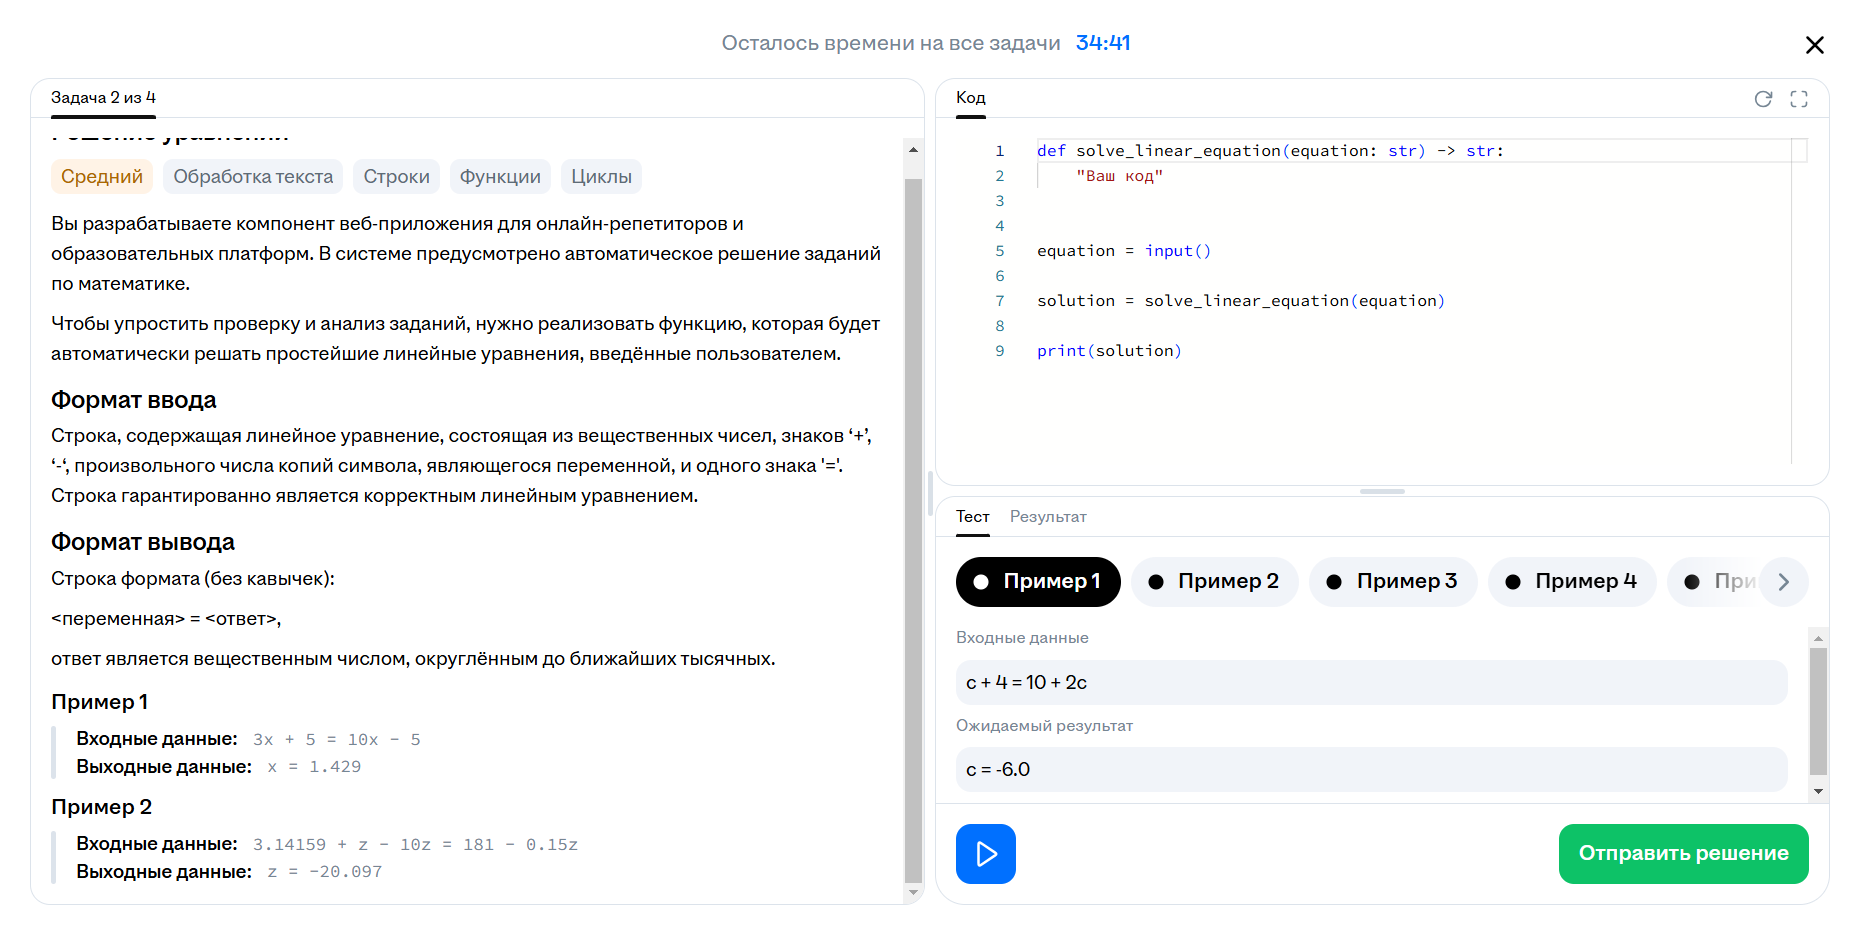 Осталось времени на все задачи 34:41
Задача 2 из 4
Решение уравнений
Средний Обработка текста Строки Функции Циклы
Вы разрабатываете компонент веб-приложения для онлайн-репетиторов и
образовательных платформ. В системе предусмотрено автоматическое решение заданий
по математике.
Чтобы упростить проверку и анализ заданий, нужно реализовать функцию, которая будет
автоматически решать простейшие линейные уравнения, введённые пользователем.
Формат ввода
Строка, содержащая линейное уравнение, состоящая из вещественных чисел, знаков ‘+’,
‘-‘, произвольного числа копий символа, являющегося переменной, и одного знака '='.
Строка гарантированно является корректным линейным уравнением.
Формат вывода
Строка формата (без кавычек):
<переменная> = <ответ>,
ответ является вещественным числом, округлённым до ближайших тысячных.
Пример 1
Входные данные: 3x + 5 = 10x - 5
Выходные данные: x = 1.429
Пример 2
Входные данные: 3.14159 + z - 10z = 181 - 0.15z
Выходные данные: z = -20.097
Код
1 def solve_linear_equation(equation: str) -> str:
2 "Ваш код"
3
4
5 equation = input()
6
7 solution = solve_linear_equation(equation)
8
9 print(solution)
Тест Результат
Пример 1 Пример 2 Пример 3 Пример 4 При
Входные данные
c + 4 = 10 + 2c
Ожидаемый результат
c = -6.0
Отправить решение